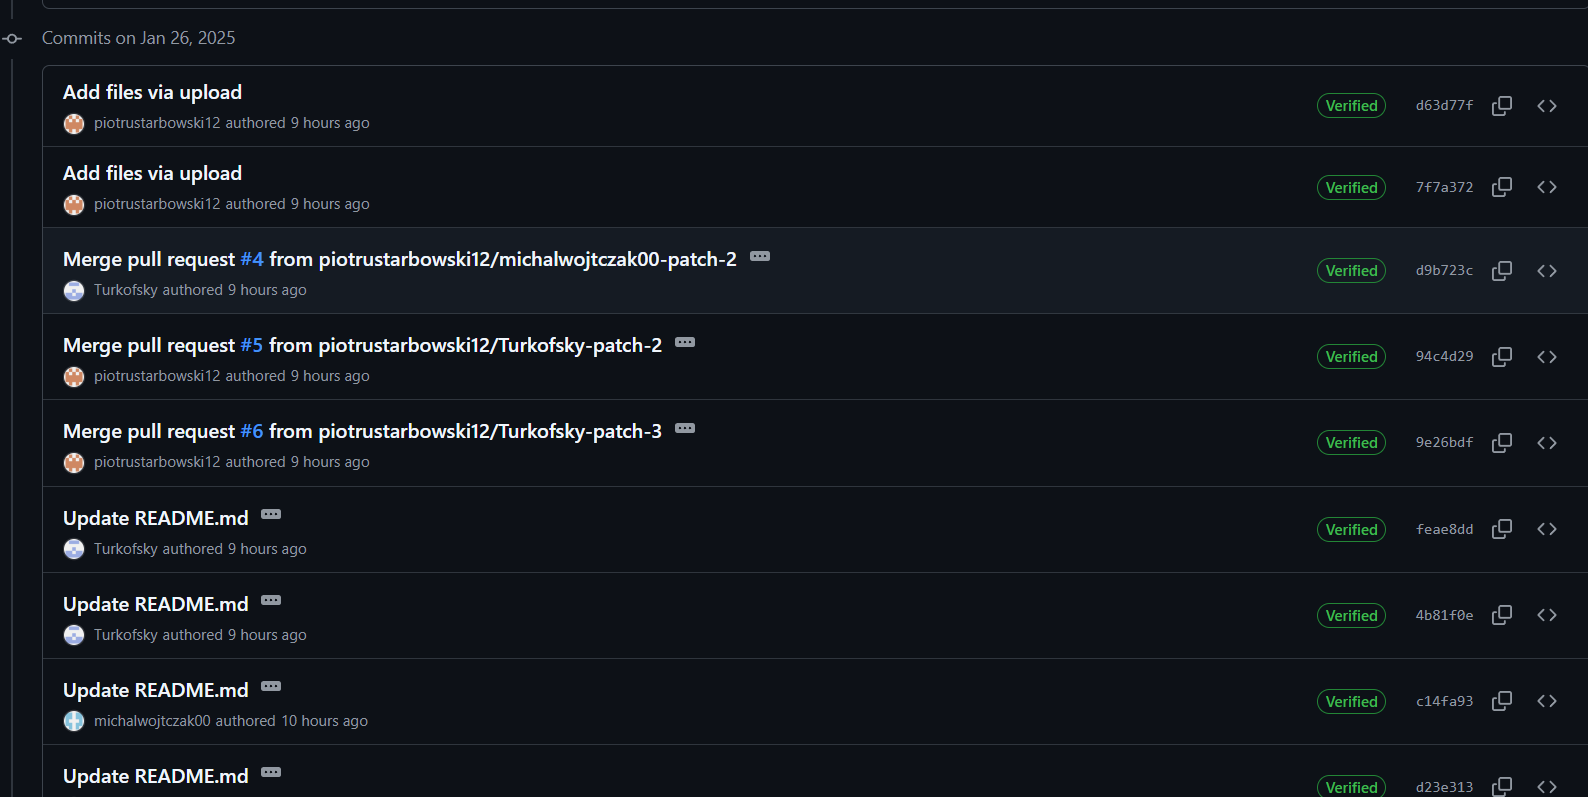 Commits on Jan 26, 2025
Add files via upload
piotrustarbowski12 authored 9 hours ago
Verified
d63d77f
Add files via upload
piotrustarbowski12 authored 9 hours ago
Verified
7f7a372
Merge pull request #4 from piotrustarbowski12/michalwojtczak00-patch-2
Turkofsky authored 9 hours ago
Verified
d9b723c
Merge pull request #5 from piotrustarbowski12/Turkofsky-patch-2
piotrustarbowski12 authored 9 hours ago
Verified
94c4d29
Merge pull request #6 from piotrustarbowski12/Turkofsky-patch-3
piotrustarbowski12 authored 9 hours ago
Verified
9e26bdf
Update README.md
Turkofsky authored 9 hours ago
Verified
feae8dd
Update README.md
Turkofsky authored 9 hours ago
Verified
4b81f0e
Update README.md
michalwojtczak00 authored 10 hours ago
Verified
c14fa93
Update README.md
Verified
d23e313